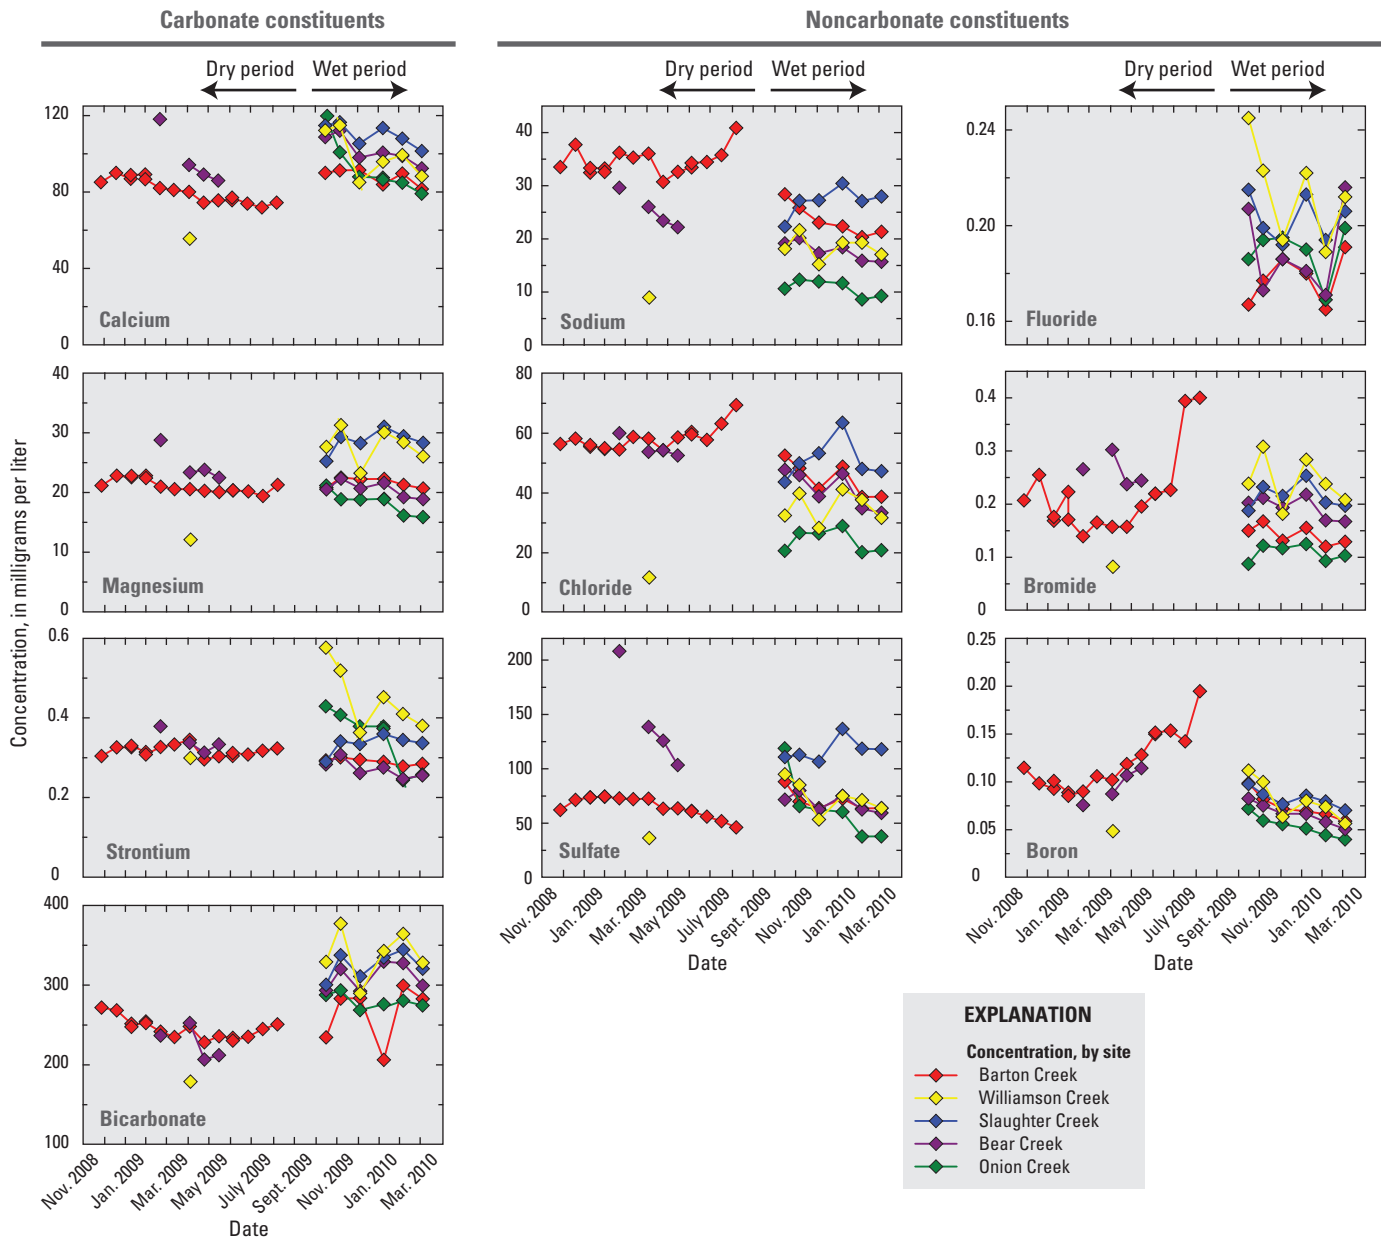 Carbonate constituents
Noncarbonate constituents
Dry period
Wet period
Dry period
Wet period
Dry period
Wet period
Concentration, in milligrams per liter
120
80
40
0
Calcium
40
30
20
10
0
Sodium
0.24
0.20
0.16
Fluoride
40
30
20
10
0
Magnesium
80
60
40
20
0
Chloride
0.4
0.3
0.2
0.1
0
Bromide
0.6
0.4
0.2
0
Strontium
200
150
100
50
0
Sulfate
0.25
0.20
0.15
0.10
0.05
0
Boron
Nov. 2008
Jan. 2009
Mar. 2009
May 2009
July 2009
Sept. 2009
Nov. 2009
Jan. 2010
Mar. 2010
Date
Nov. 2008
Jan. 2009
Mar. 2009
May 2009
July 2009
Sept. 2009
Nov. 2009
Jan. 2010
Mar. 2010
Date
400
300
200
100
Bicarbonate
Nov. 2008
Jan. 2009
Mar. 2009
May 2009
July 2009
Sept. 2009
Nov. 2009
Jan. 2010
Mar. 2010
Date
EXPLANATION
Concentration, by site
Barton Creek
Williamson Creek
Slaughter Creek
Bear Creek
Onion Creek